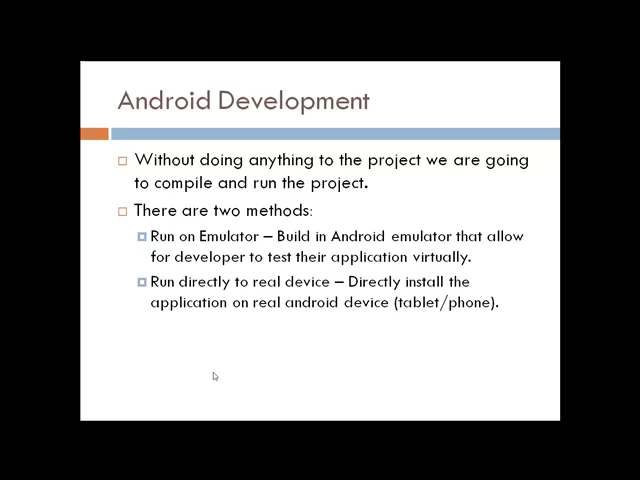 Android Development
Without doing anything to the project we are going
to compile and run the project.
There are two methods:
Run on Emulator – Build in Android emulator that allow
for developer to test their application virtually.
Run directly to real device – Directly install the
application on real android device (tablet/phone).